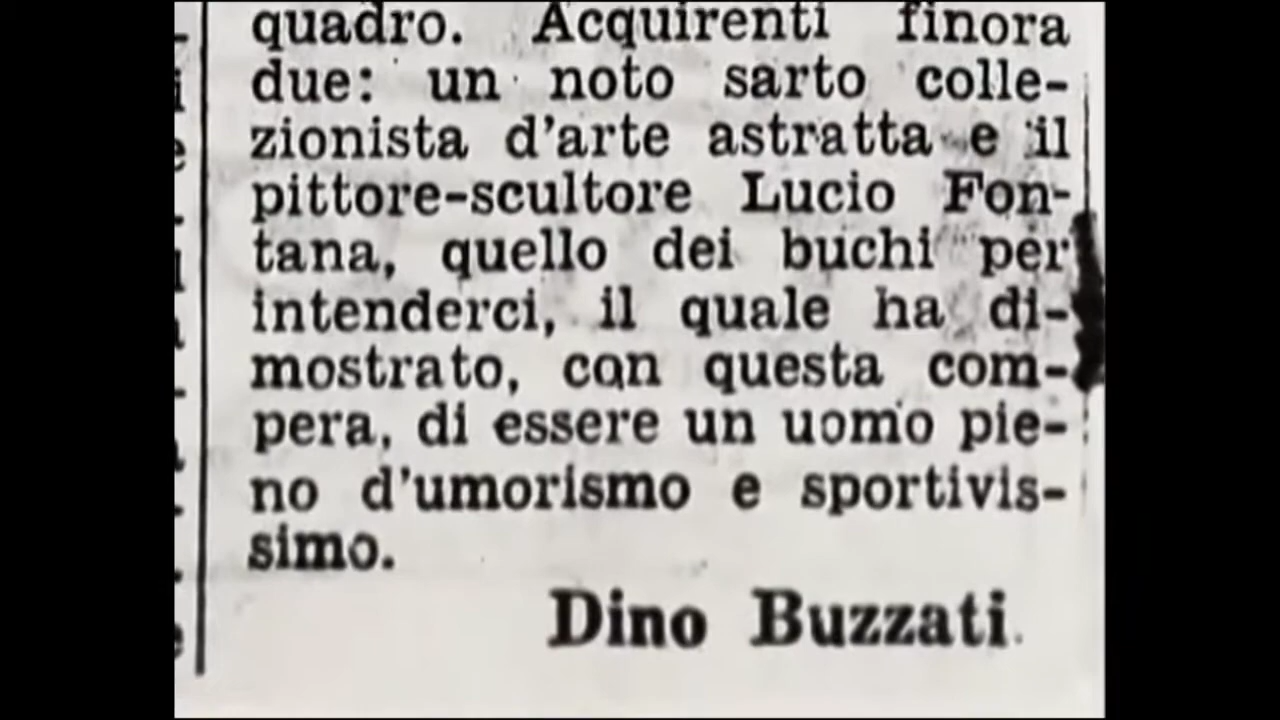 quadro. Acquirenti finora
due: un noto sarto colle-
zionista d'arte astratta e il
pittore-scultore Lucio Fon-
tana, quello dei buchi per
intenderci, il quale ha di-
mostrato, con questa com-
pera, di essere un uomo pie-
no d'umorismo e sportivis-
simo.
Dino Buzzati.